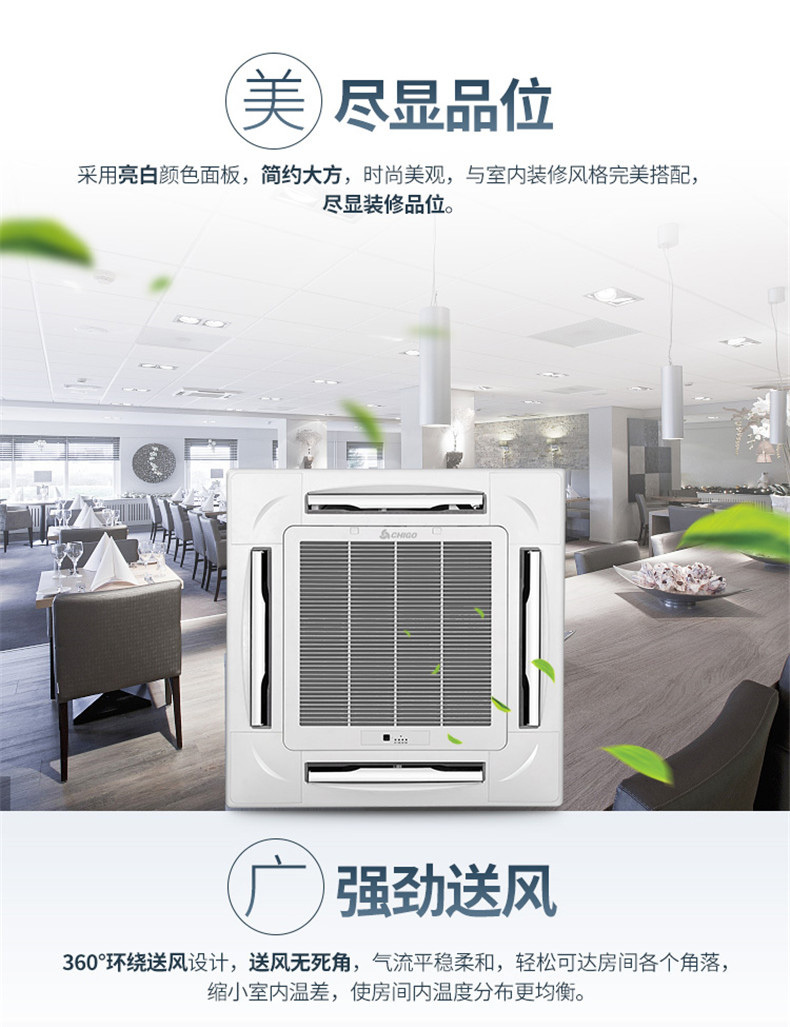 美 尽显品位
采用亮白颜色面板，简约大方，时尚美观，与室内装修风格完美搭配，
尽显装修品位。
CHIGO
广 强劲送风
360°环绕送风设计，送风无死角，气流平稳柔和，轻松可达房间各个角落，
缩小室内温差，使房间内温度分布更均衡。